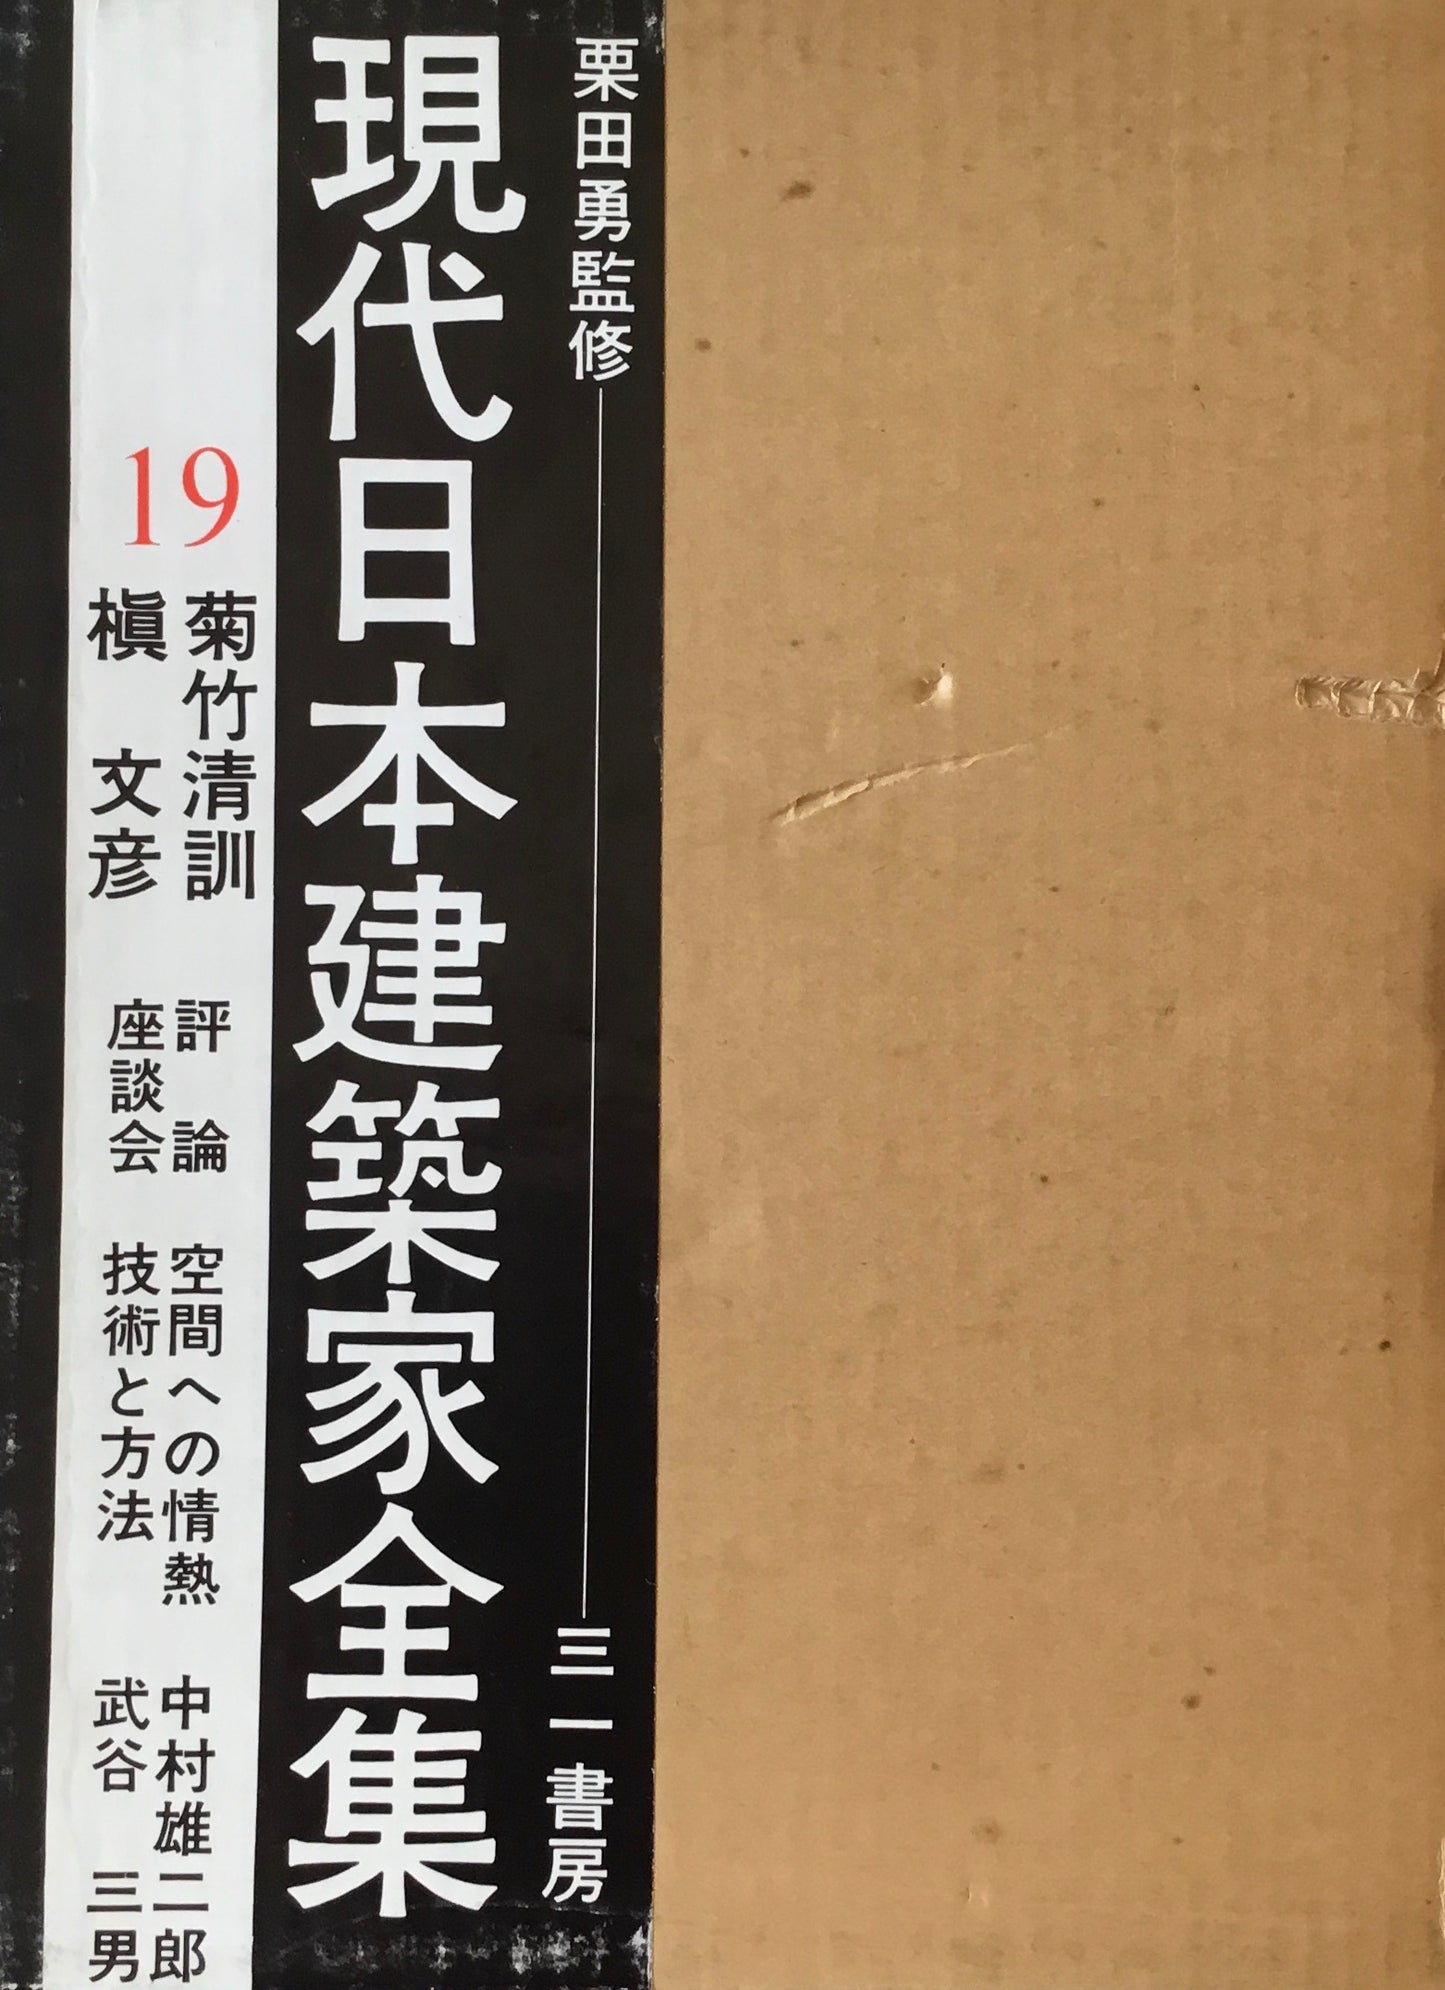 栗田勇監修
三一書房
現代日本建築家全集
19
菊竹清訓
槇 文彦
評 論 空間への情熱 中村雄二郎
座談会 技術と方法 武谷三男